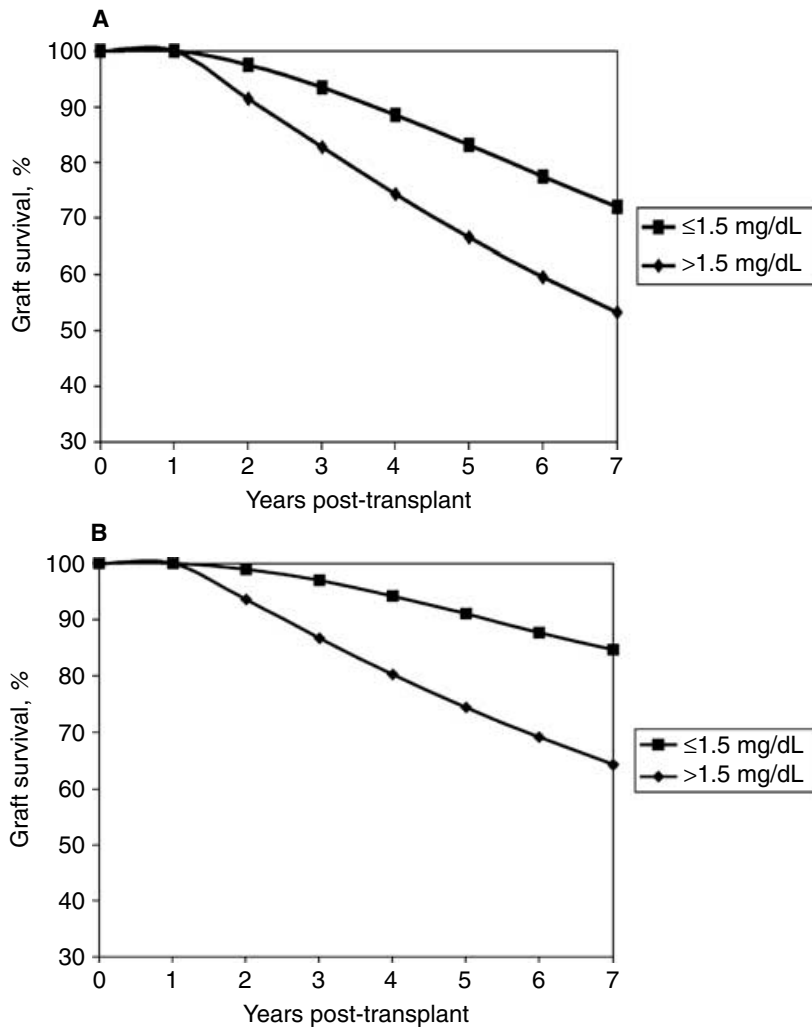 A
100
90
80
70
60
50
40
30
0 1 2 3 4 5 6 7
Graft survival, %
Years post-transplant
≤1.5 mg/dL
>1.5 mg/dL
B
100
90
80
70
60
50
40
30
0 1 2 3 4 5 6 7
Graft survival, %
Years post-transplant
≤1.5 mg/dL
>1.5 mg/dL